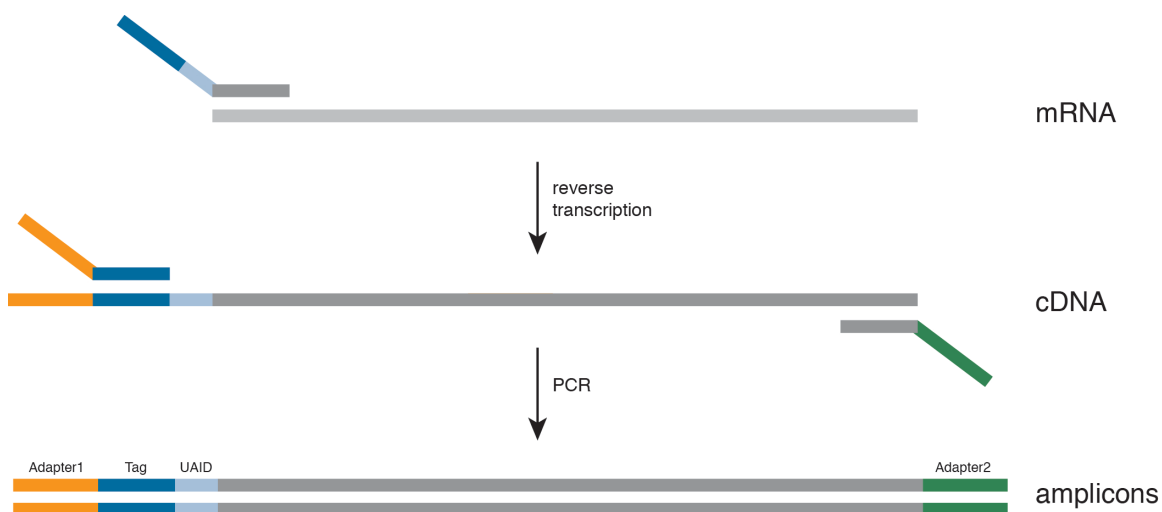 mRNA
reverse
transcription
cDNA
PCR
Adapter1 Tag UAID Adapter2
amplicons